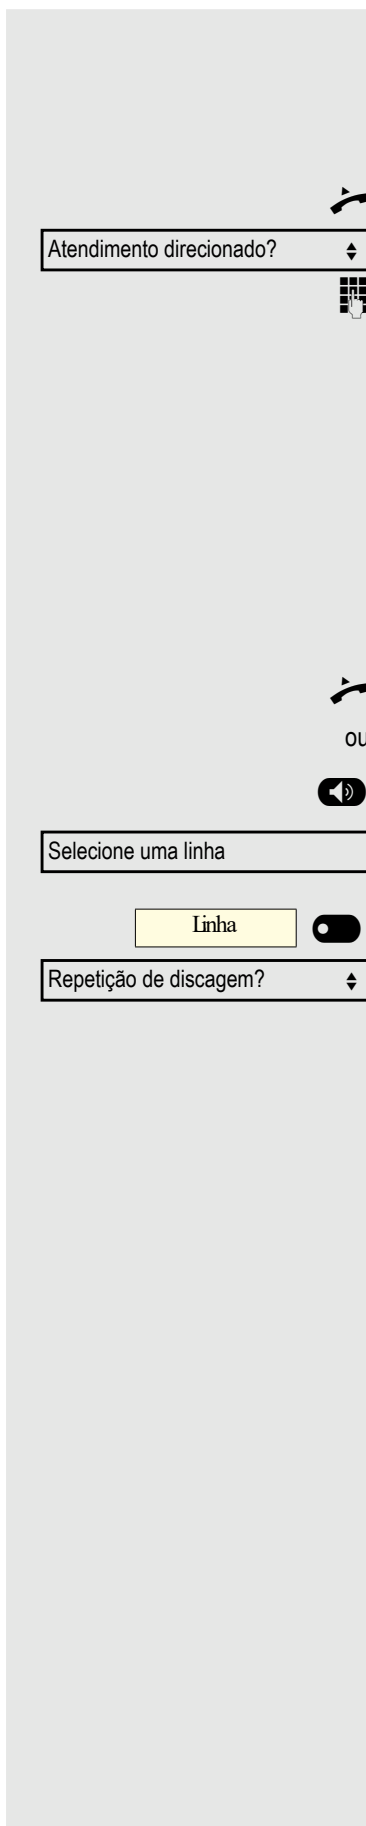 Atendimento direcionado?
ou
Selecione uma linha
Linha
Repetição de discagem?